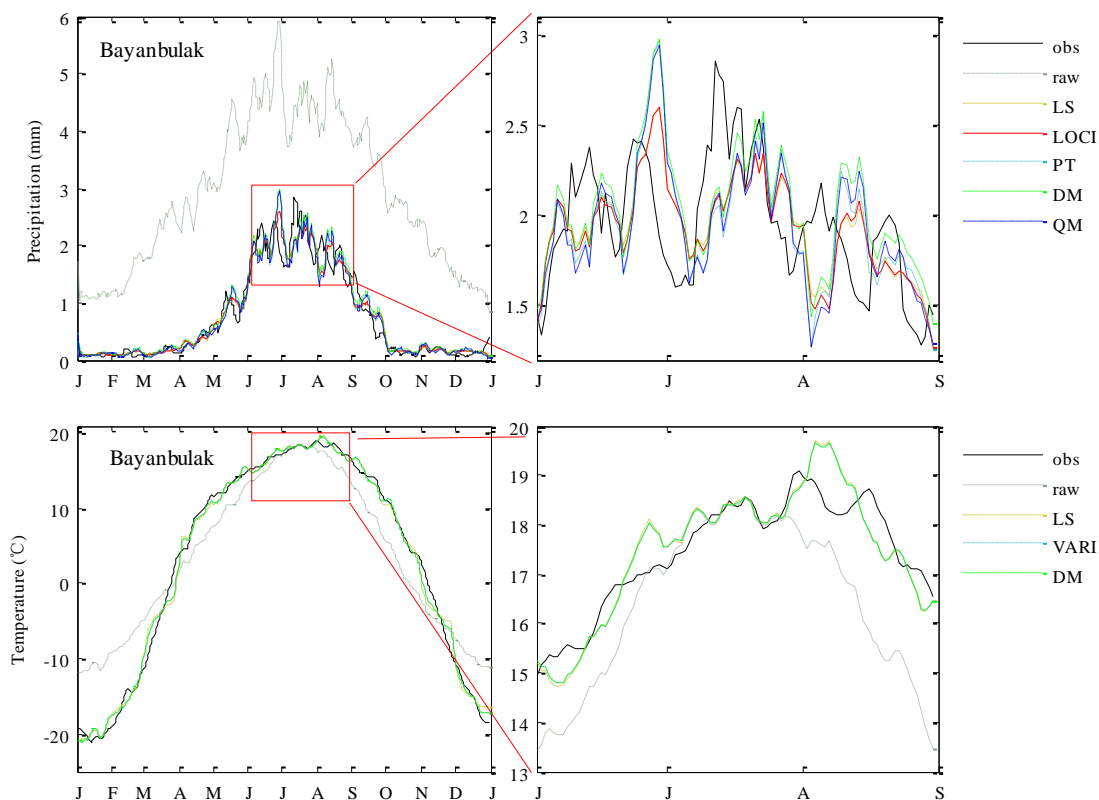 Bayanbulak
Precipitation (mm)
6
5
4
3
2
1
0
J F M A M J J A S O N D J
3
2.5
2
1.5
J J A S
obs
raw
LS
LOCI
PT
DM
QM
Bayanbulak
Temperature (℃)
20
10
0
-10
-20
J F M A M J J A S O N D J
20
19
18
17
16
15
14
13
J J A S
obs
raw
LS
VARI
DM